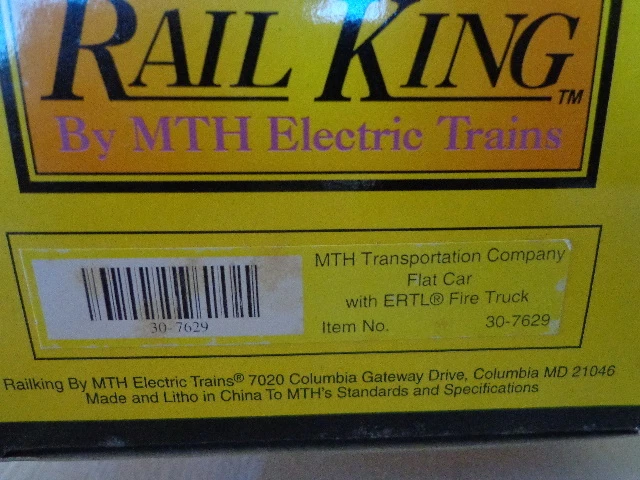 RAIL KING™
By MTH Electric Trains
MTH Transportation Company
Flat Car
with ERTL® Fire Truck
Item No. 30-7629
30-7629
Railking By MTH Electric Trains® 7020 Columbia Gateway Drive, Columbia MD 21046
Made and Litho in China To MTH's Standards and Specifications